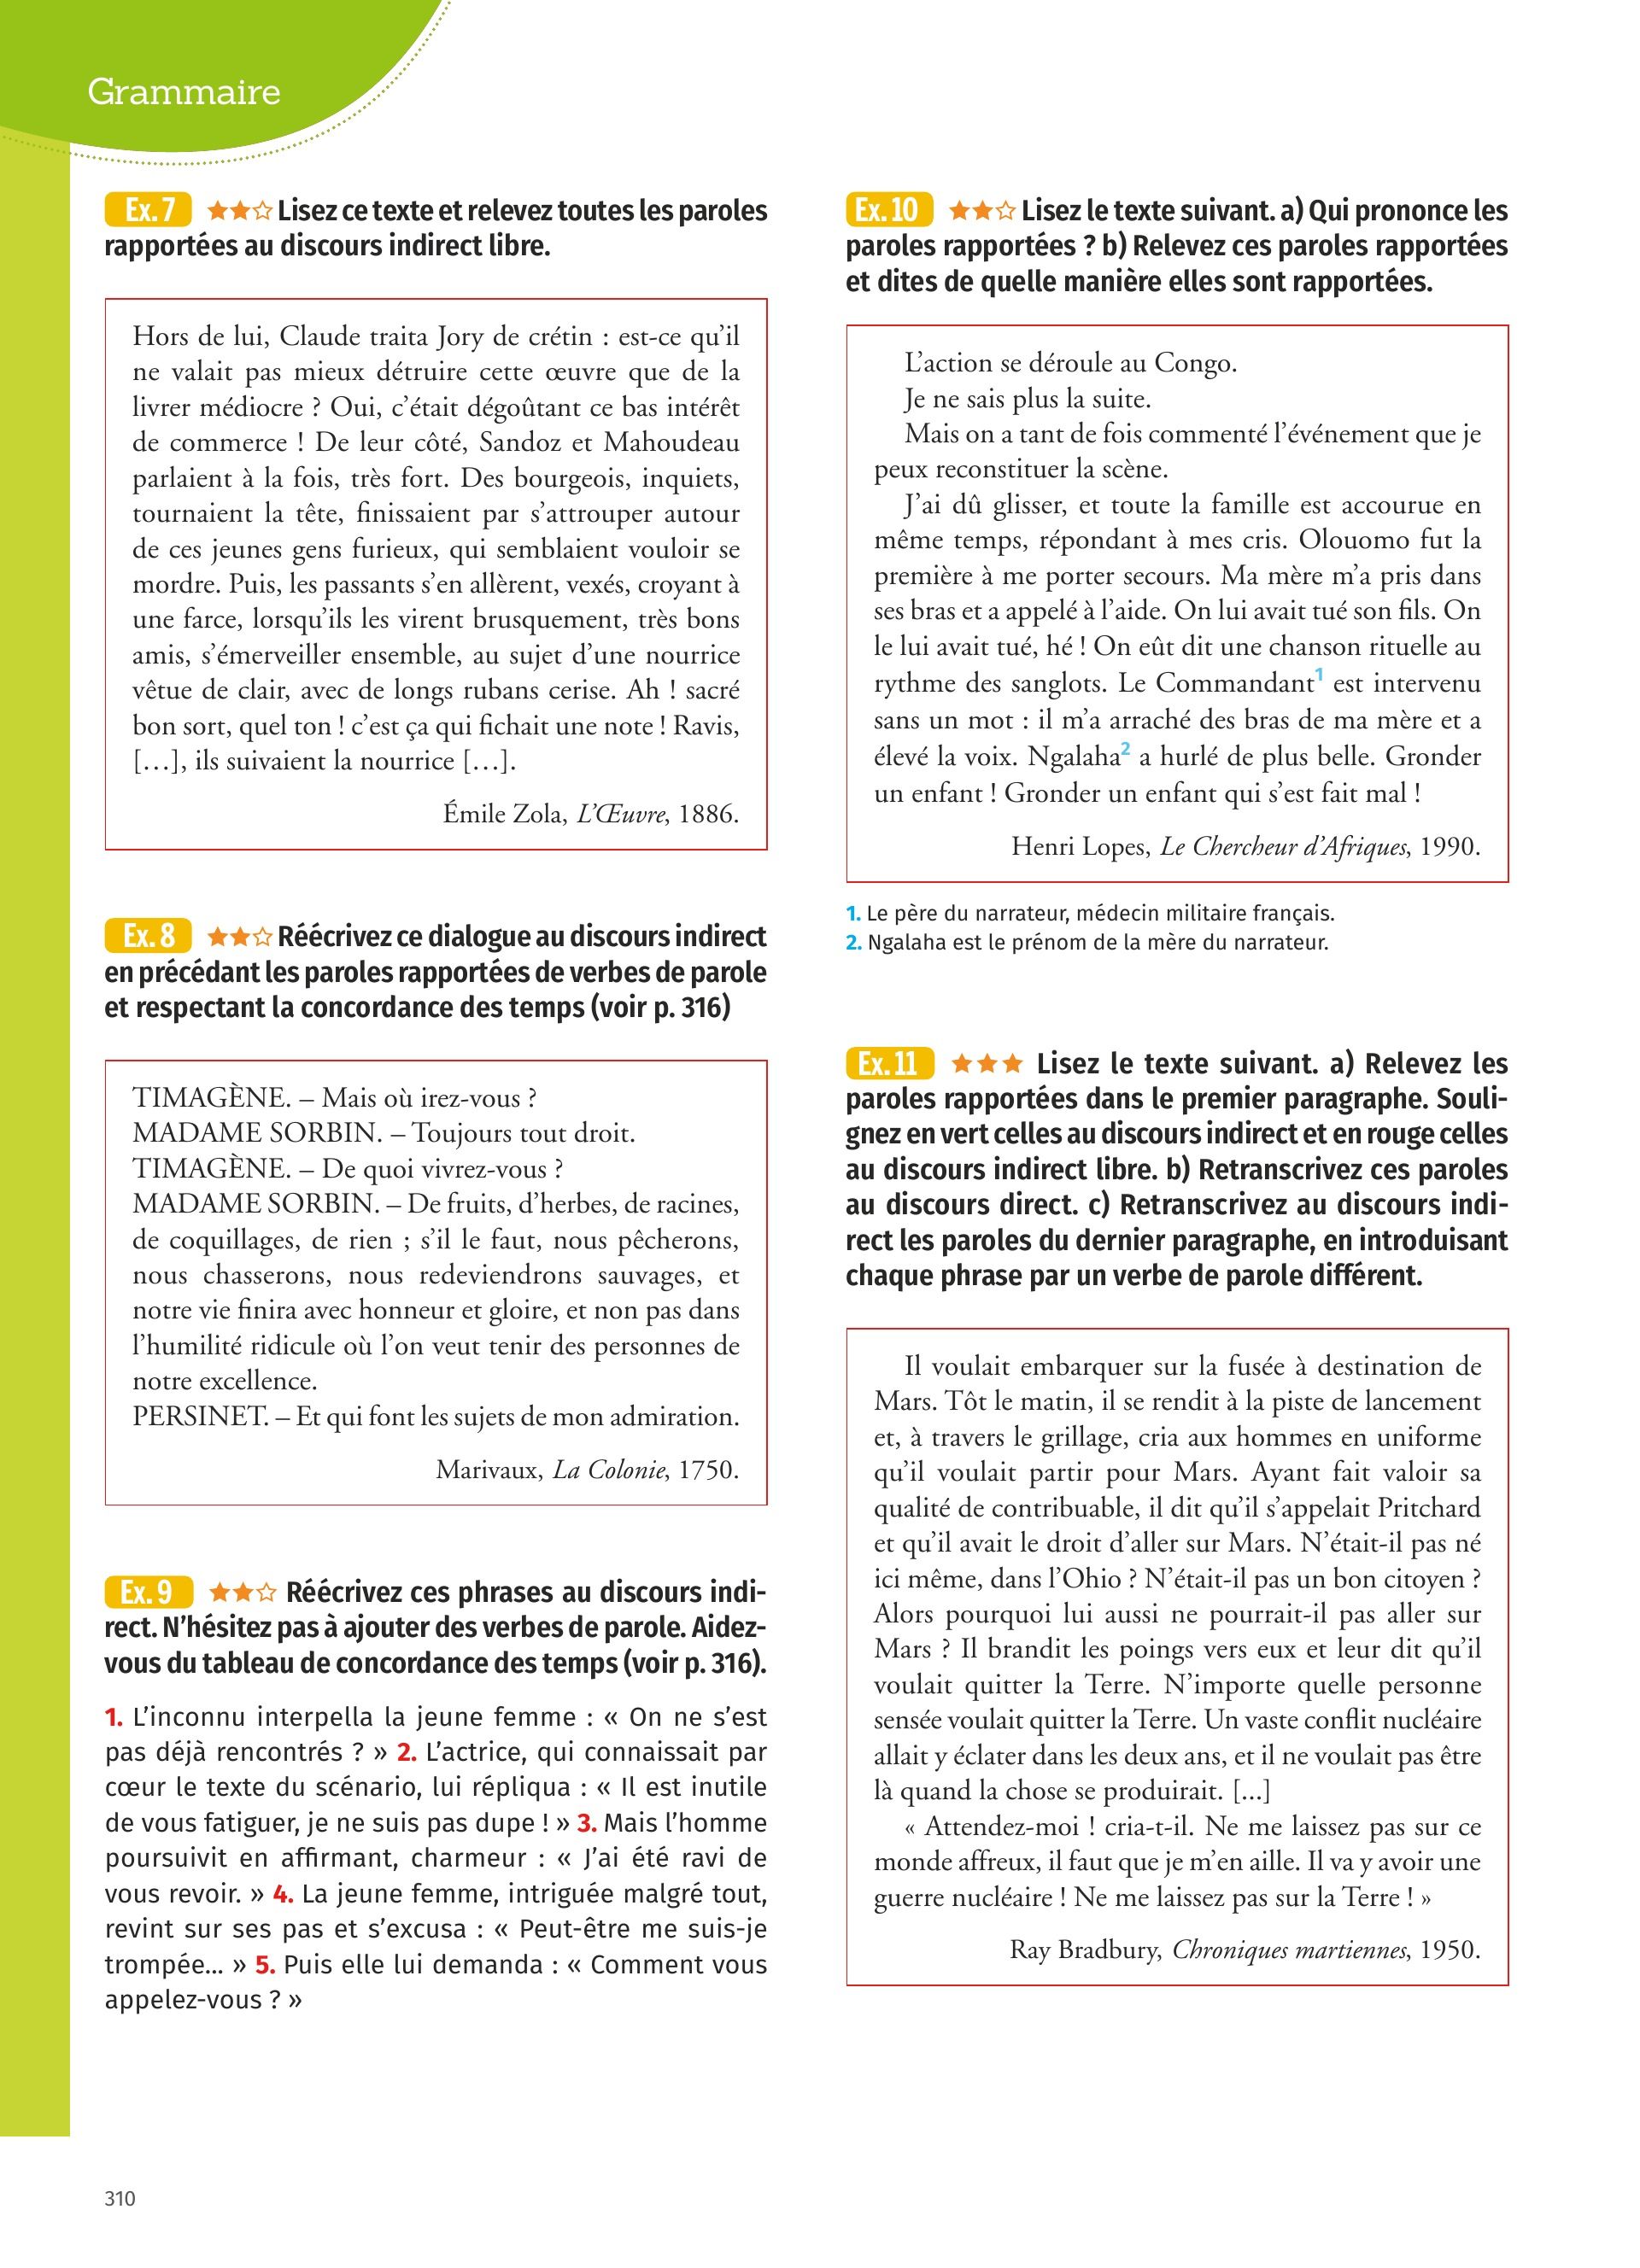 Grammaire
Ex. 7 ★★☆ Lisez ce texte et relevez toutes les paroles
rapportées au discours indirect libre.
Hors de lui, Claude traita Jory de crétin : est-ce qu’il
ne valait pas mieux détruire cette œuvre que de la
livrer médiocre ? Oui, c’était dégoûtant ce bas intérêt
de commerce ! De leur côté, Sandoz et Mahoudeau
parlaient à la fois, très fort. Des bourgeois, inquiets,
tournaient la tête, finissaient par s’attrouper autour
de ces jeunes gens furieux, qui semblaient vouloir se
mordre. Puis, les passants s’en allèrent, vexés, croyant à
une farce, lorsqu’ils les virent brusquement, très bons
amis, s’émerveiller ensemble, au sujet d’une nourrice
vêtue de clair, avec de longs rubans cerise. Ah ! sacré
bon sort, quel ton ! c’est ça qui fichait une note ! Ravis,
[…], ils suivaient la nourrice […].
Émile Zola, L’Œuvre, 1886.
Ex. 8 ★★☆ Réécrivez ce dialogue au discours indirect
en précédant les paroles rapportées de verbes de parole
et respectant la concordance des temps (voir p. 316)
TIMAGÈNE. – Mais où irez-vous ?
MADAME SORBIN. – Toujours tout droit.
TIMAGÈNE. – De quoi vivrez-vous ?
MADAME SORBIN. – De fruits, d’herbes, de racines,
de coquillages, de rien ; s’il le faut, nous pêcherons,
nous chasserons, nous redeviendrons sauvages, et
notre vie finira avec honneur et gloire, et non pas dans
l’humilité ridicule où l’on veut tenir des personnes de
notre excellence.
PERSINET. – Et qui font les sujets de mon admiration.
Marivaux, La Colonie, 1750.
Ex. 9 ★★☆ Réécrivez ces phrases au discours indi-
rect. N’hésitez pas à ajouter des verbes de parole. Aidez-
vous du tableau de concordance des temps (voir p. 316).
1. L’inconnu interpella la jeune femme : « On ne s’est
pas déjà rencontrés ? » 2. L’actrice, qui connaissait par
cœur le texte du scénario, lui répliqua : « Il est inutile
de vous fatiguer, je ne suis pas dupe ! » 3. Mais l’homme
poursuivit en affirmant, charmeur : « J’ai été ravi de
vous revoir. » 4. La jeune femme, intriguée malgré tout,
revint sur ses pas et s’excusa : « Peut-être me suis-je
trompée… » 5. Puis elle lui demanda : « Comment vous
appelez-vous ? »
Ex. 10 ★★☆ Lisez le texte suivant. a) Qui prononce les
paroles rapportées ? b) Relevez ces paroles rapportées
et dites de quelle manière elles sont rapportées.
L’action se déroule au Congo.
Je ne sais plus la suite.
Mais on a tant de fois commenté l’événement que je
peux reconstituer la scène.
J’ai dû glisser, et toute la famille est accourue en
même temps, répondant à mes cris. Olouomo fut la
première à me porter secours. Ma mère m’a pris dans
ses bras et a appelé à l’aide. On lui avait tué son fils. On
le lui avait tué, hé ! On eût dit une chanson rituelle au
rythme des sanglots. Le Commandant1 est intervenu
sans un mot : il m’a arraché des bras de ma mère et a
élevé la voix. Ngalaha2 a hurlé de plus belle. Gronder
un enfant ! Gronder un enfant qui s’est fait mal !
Henri Lopes, Le Chercheur d’Afriques, 1990.
1. Le père du narrateur, médecin militaire français.
2. Ngalaha est le prénom de la mère du narrateur.
Ex. 11 ★★★ Lisez le texte suivant. a) Relevez les
paroles rapportées dans le premier paragraphe. Souli-
gnez en vert celles au discours indirect et en rouge celles
au discours indirect libre. b) Retranscrivez ces paroles
au discours direct. c) Retranscrivez au discours indi-
rect les paroles du dernier paragraphe, en introduisant
chaque phrase par un verbe de parole différent.
Il voulait embarquer sur la fusée à destination de
Mars. Tôt le matin, il se rendit à la piste de lancement
et, à travers le grillage, cria aux hommes en uniforme
qu’il voulait partir pour Mars. Ayant fait valoir sa
qualité de contribuable, il dit qu’il s’appelait Pritchard
et qu’il avait le droit d’aller sur Mars. N’était-il pas né
ici même, dans l’Ohio ? N’était-il pas un bon citoyen ?
Alors pourquoi lui aussi ne pourrait-il pas aller sur
Mars ? Il brandit les poings vers eux et leur dit qu’il
voulait quitter la Terre. N’importe quelle personne
sensée voulait quitter la Terre. Un vaste conflit nucléaire
allait y éclater dans les deux ans, et il ne voulait pas être
là quand la chose se produirait. […]
« Attendez-moi ! cria-t-il. Ne me laissez pas sur ce
monde affreux, il faut que je m’en aille. Il va y avoir une
guerre nucléaire ! Ne me laissez pas sur la Terre ! »
Ray Bradbury, Chroniques martiennes, 1950.
310